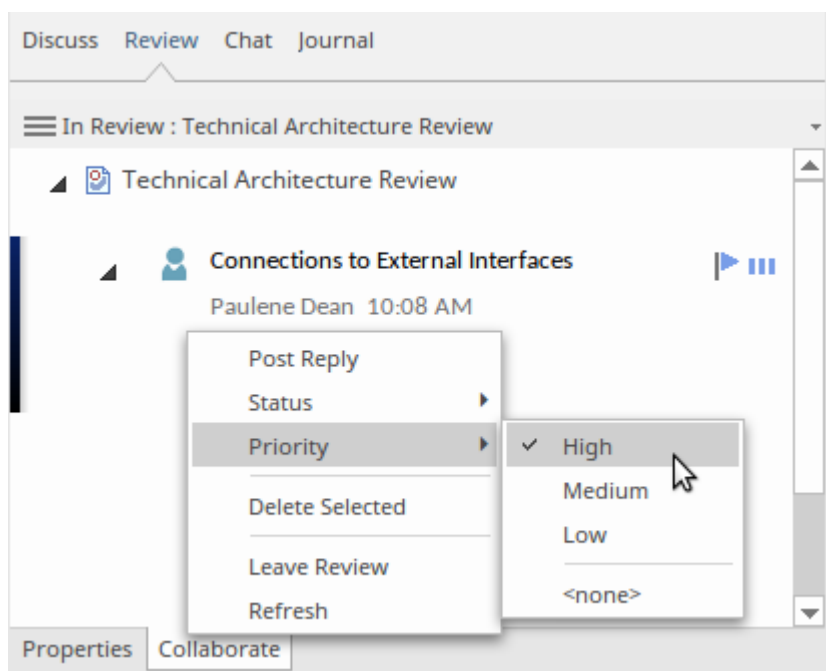 Discuss Review Chat Journal
In Review : Technical Architecture Review
Technical Architecture Review
Connections to External Interfaces
Paulene Dean 10:08 AM
Post Reply
Status
Priority
High
Medium
Low
<none>
Delete Selected
Leave Review
Refresh
Properties Collaborate